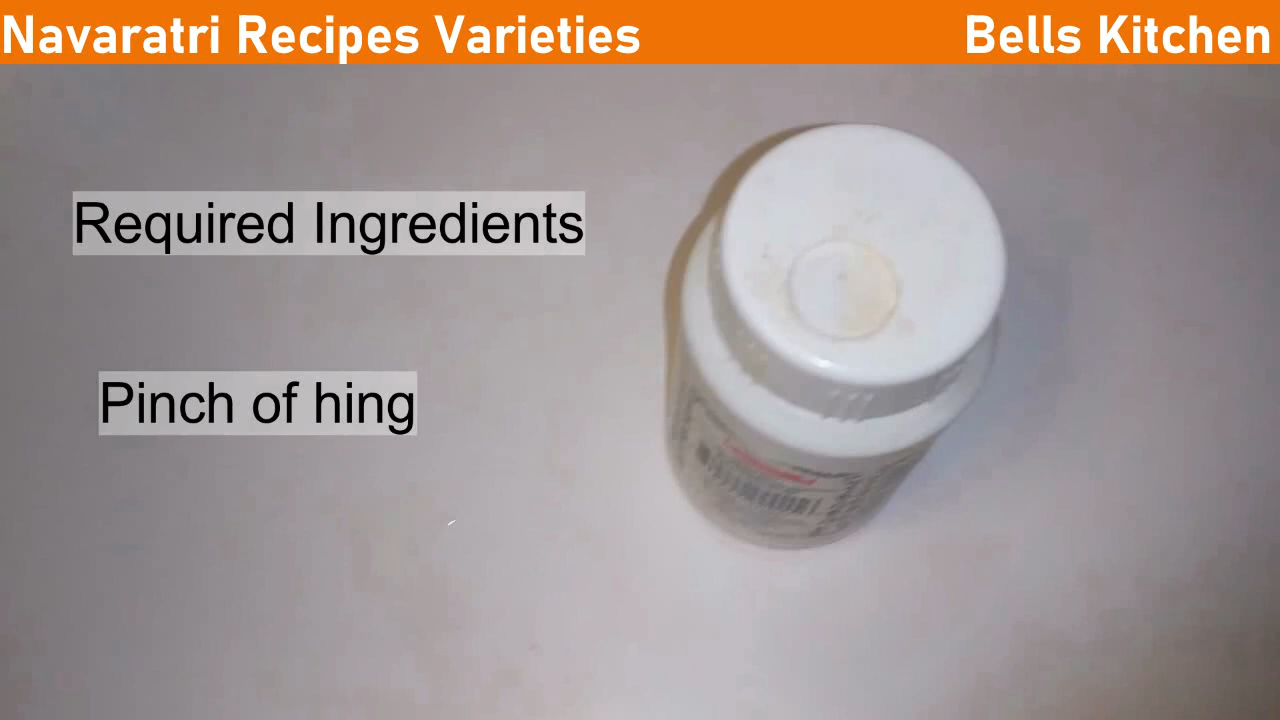 Navaratri Recipes Varieties
Bells Kitchen
Required Ingredients
Pinch of hing